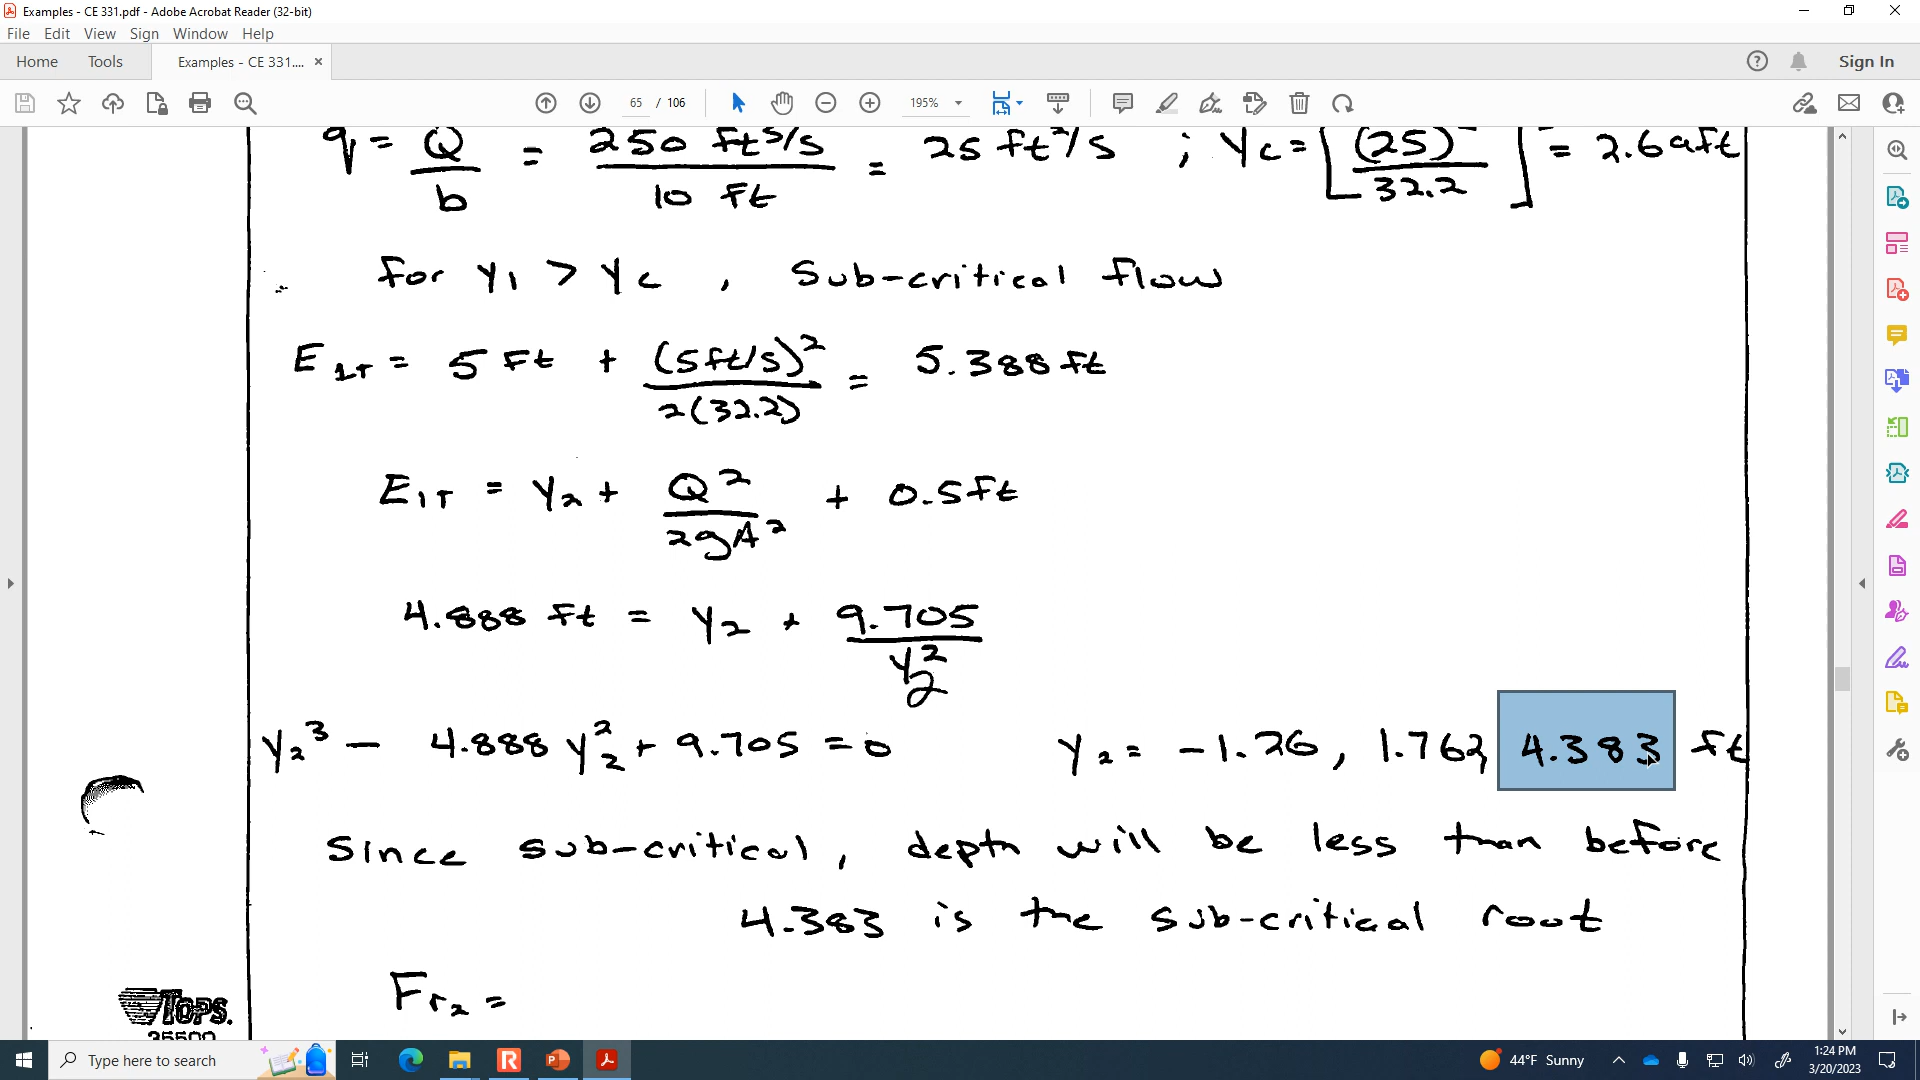 Examples - CE 331.pdf - Adobe Acrobat Reader (32-bit)
File Edit View Sign Window Help
Home Tools Examples - CE 331.... × Sign In
65 / 106 195%
q = Q/b = 250 ft³/s / 10 ft = 25 ft²/s ; yc = [(25)²/32.2] = 2.69ft
for y1 > yc , sub-critical flow
E1T = 5 ft + (5ft/s)²/2(32.2) = 5.388 ft
E1T = y2 + Q²/2gA² + 0.5ft
4.888 ft = y2 + 9.705/y2²
y2³ - 4.888 y2² + 9.705 = 0 y2 = -1.26, 1.762, 4.383 ft
Since sub-critical, depth will be less than before
4.383 is the sub-critical root
Fr2 =
TOPS.
35500
Type here to search
44°F Sunny
1:24 PM
3/20/2023